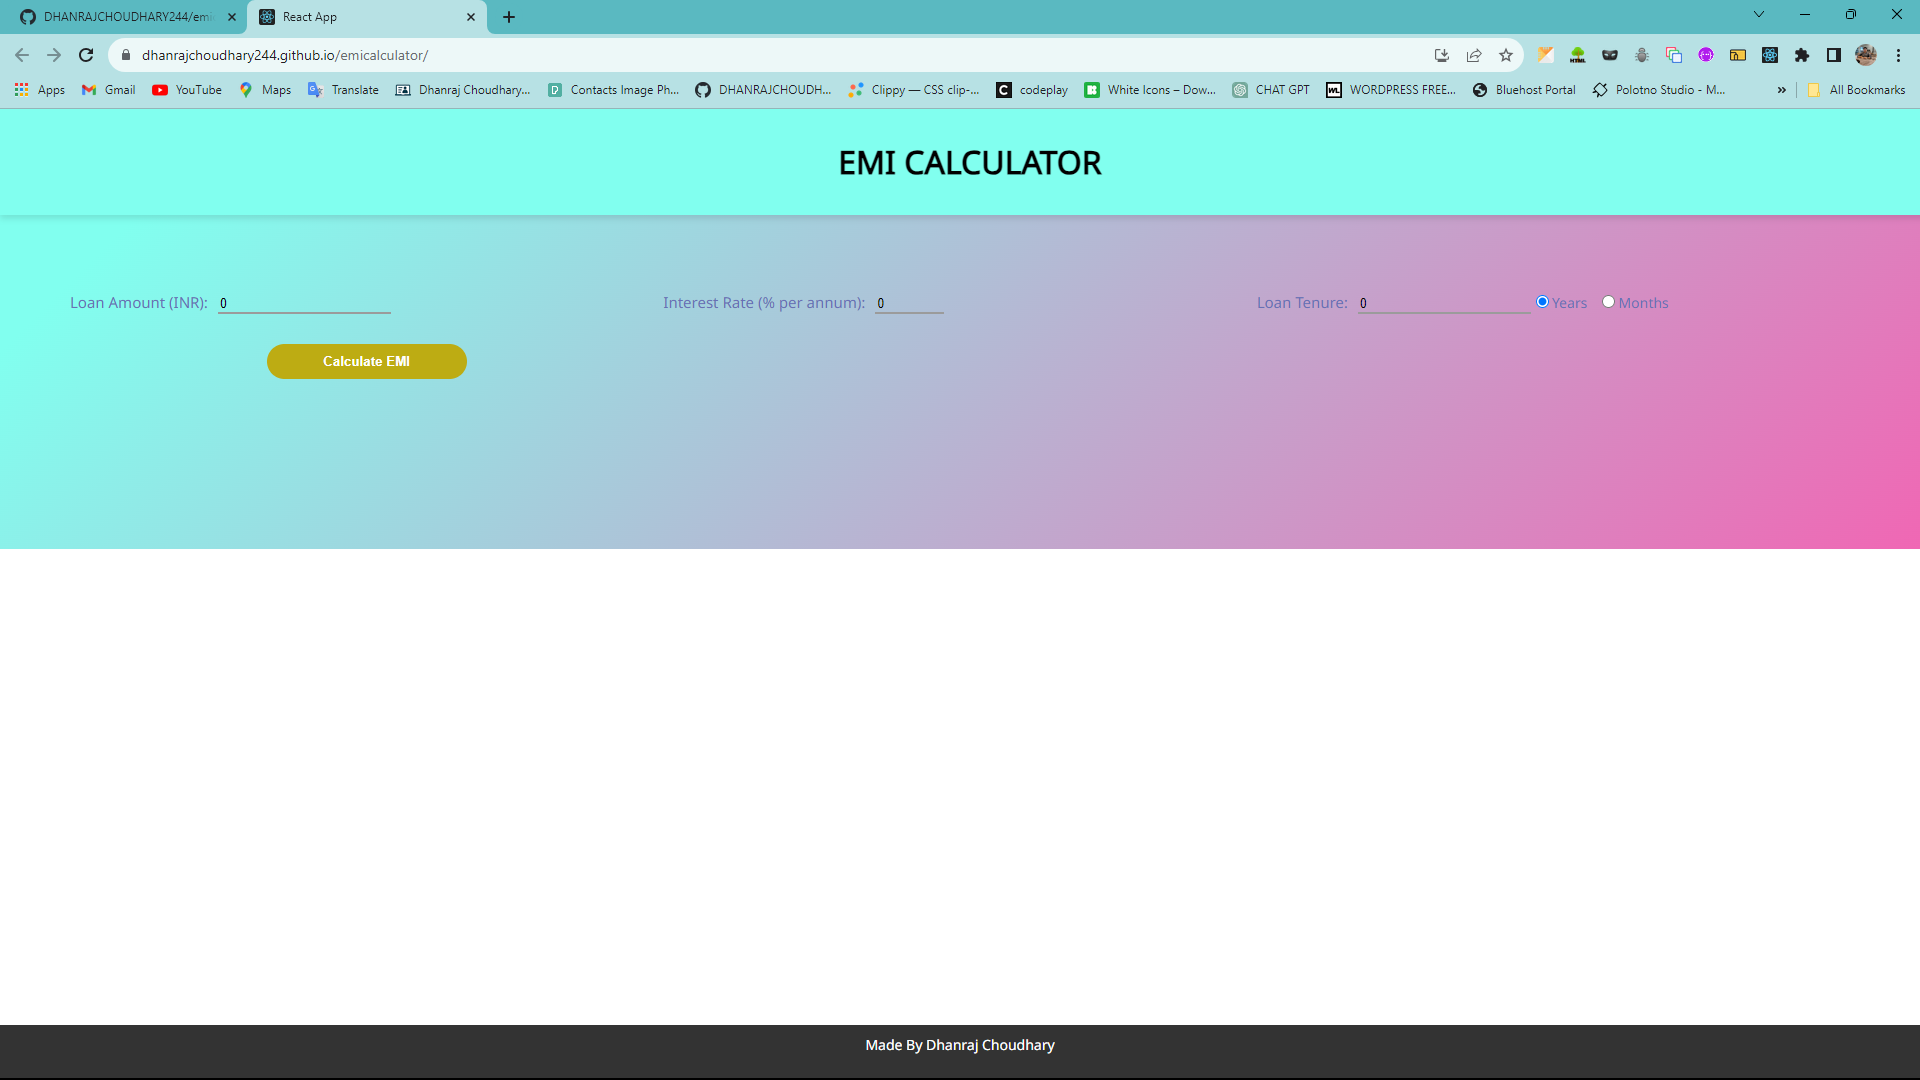 DHANRAJCHOUDHARY244/emi
React App
dhanrajchoudhary244.github.io/emicalculator/
Apps
Gmail
YouTube
Maps
Translate
Dhanraj Choudhary...
Contacts Image Ph...
DHANRAJCHOUDH...
Clippy — CSS clip-...
codeplay
White Icons – Dow...
CHAT GPT
WORDPRESS FREE...
Bluehost Portal
Polotno Studio - M...
»
All Bookmarks
EMI CALCULATOR
Loan Amount (INR): 0
Interest Rate (% per annum): 0
Loan Tenure: 0 Years Months
Calculate EMI
Made By Dhanraj Choudhary